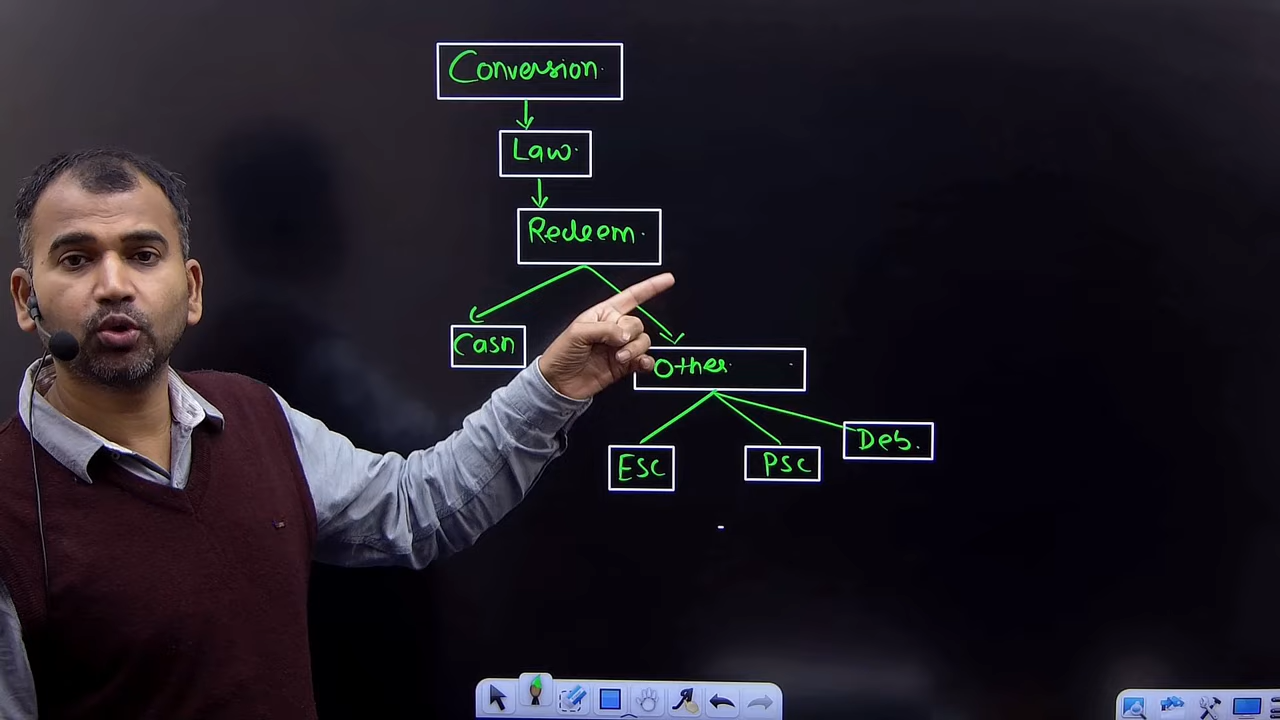 Conversion.
Law.
Redeem.
Cash
Other
ESC
PSC
Deb.